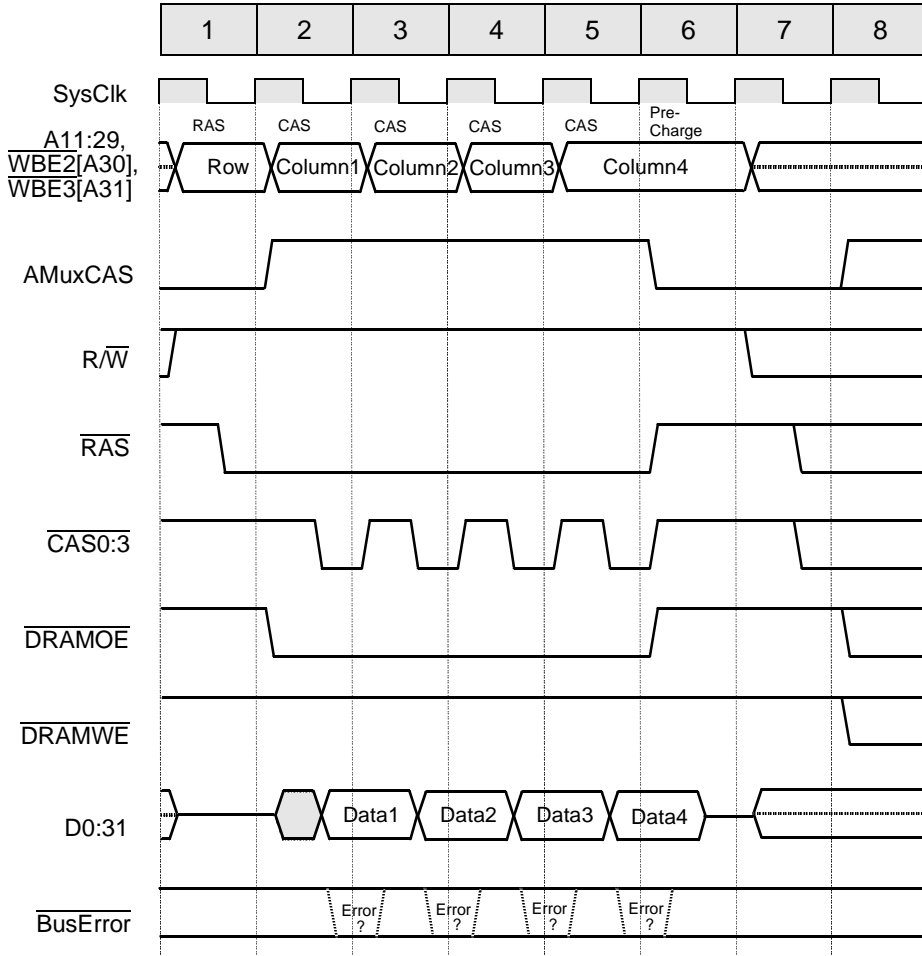 1 2 3 4 5 6 7 8
SysClk
RAS CAS CAS CAS CAS Pre-
Charge
A11:29,
WBE2[A30],
WBE3[A31]
Row Column1 Column2 Column3 Column4
AMuxCAS
R/W
RAS
CAS0:3
DRAMOE
DRAMWE
D0:31
Data1 Data2 Data3 Data4
BusError
Error
?
Error
?
Error
?
Error
?